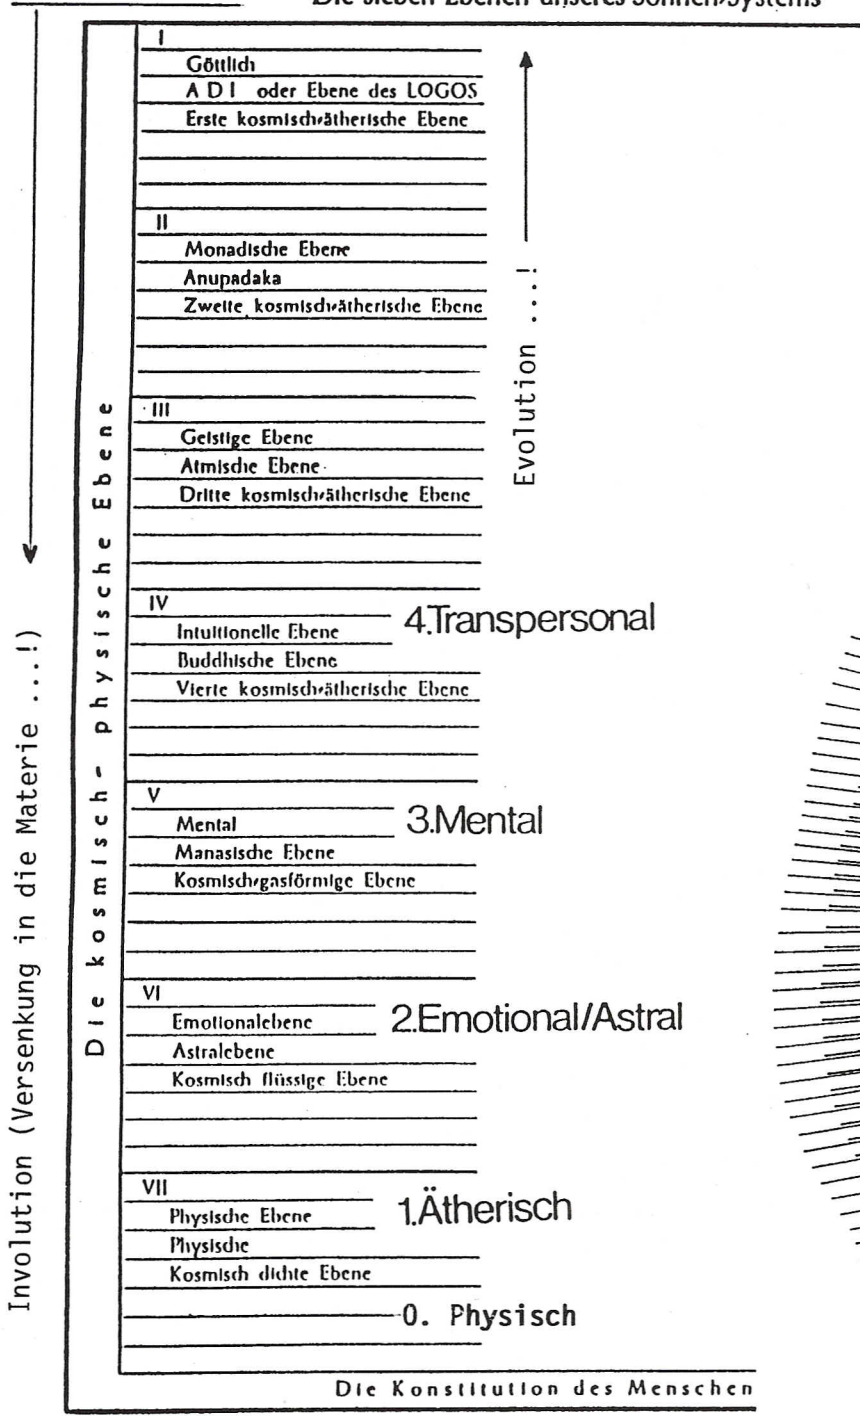 Die sieben Ebenen unseres Sonnen-Systems
I
Göttlich
ADI oder Ebene des LOGOS
Erste kosmisch-ätherische Ebene
II
Monadische Ebene
Anupadaka
Zweite kosmisch-ätherische Ebene
Evolution ...!
III
Geistige Ebene
Atmische Ebene
Dritte kosmisch-ätherische Ebene
IV
4.Transpersonal
Intuitionelle Ebene
Buddhische Ebene
Vierte kosmisch-ätherische Ebene
V
3.Mental
Mental
Manasische Ebene
Kosmisch-gasförmige Ebene
VI
2.Emotional/Astral
Emotionalebene
Astralebene
Kosmisch flüssige Ebene
VII
1.Ätherisch
Physische Ebene
Physische
Kosmisch dichte Ebene
0. Physisch
Die kosmisch- physische Ebene
Involution (Versenkung in die Materie ...!)
Die Konstitution des Menschen